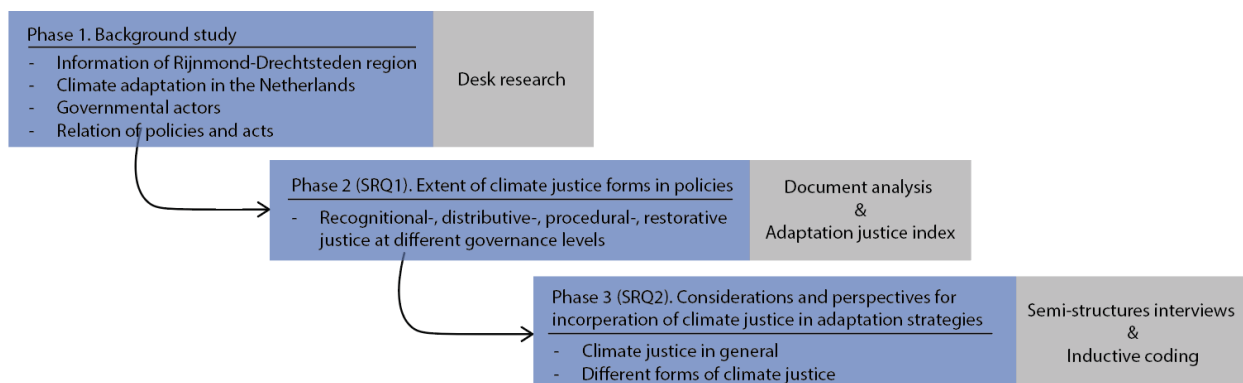 Phase 1. Background study
- Information of Rijnmond-Drechtsteden region
- Climate adaptation in the Netherlands
- Governmental actors
- Relation of policies and acts
Desk research
Phase 2 (SRQ1). Extent of climate justice forms in policies
- Recognitional-, distributive-, procedural-, restorative
justice at different governance levels
Document analysis
&
Adaptation justice index
Phase 3 (SRQ2). Considerations and perspectives for
incorperation of climate justice in adaptation strategies
- Climate justice in general
- Different forms of climate justice
Semi-structures interviews
&
Inductive coding